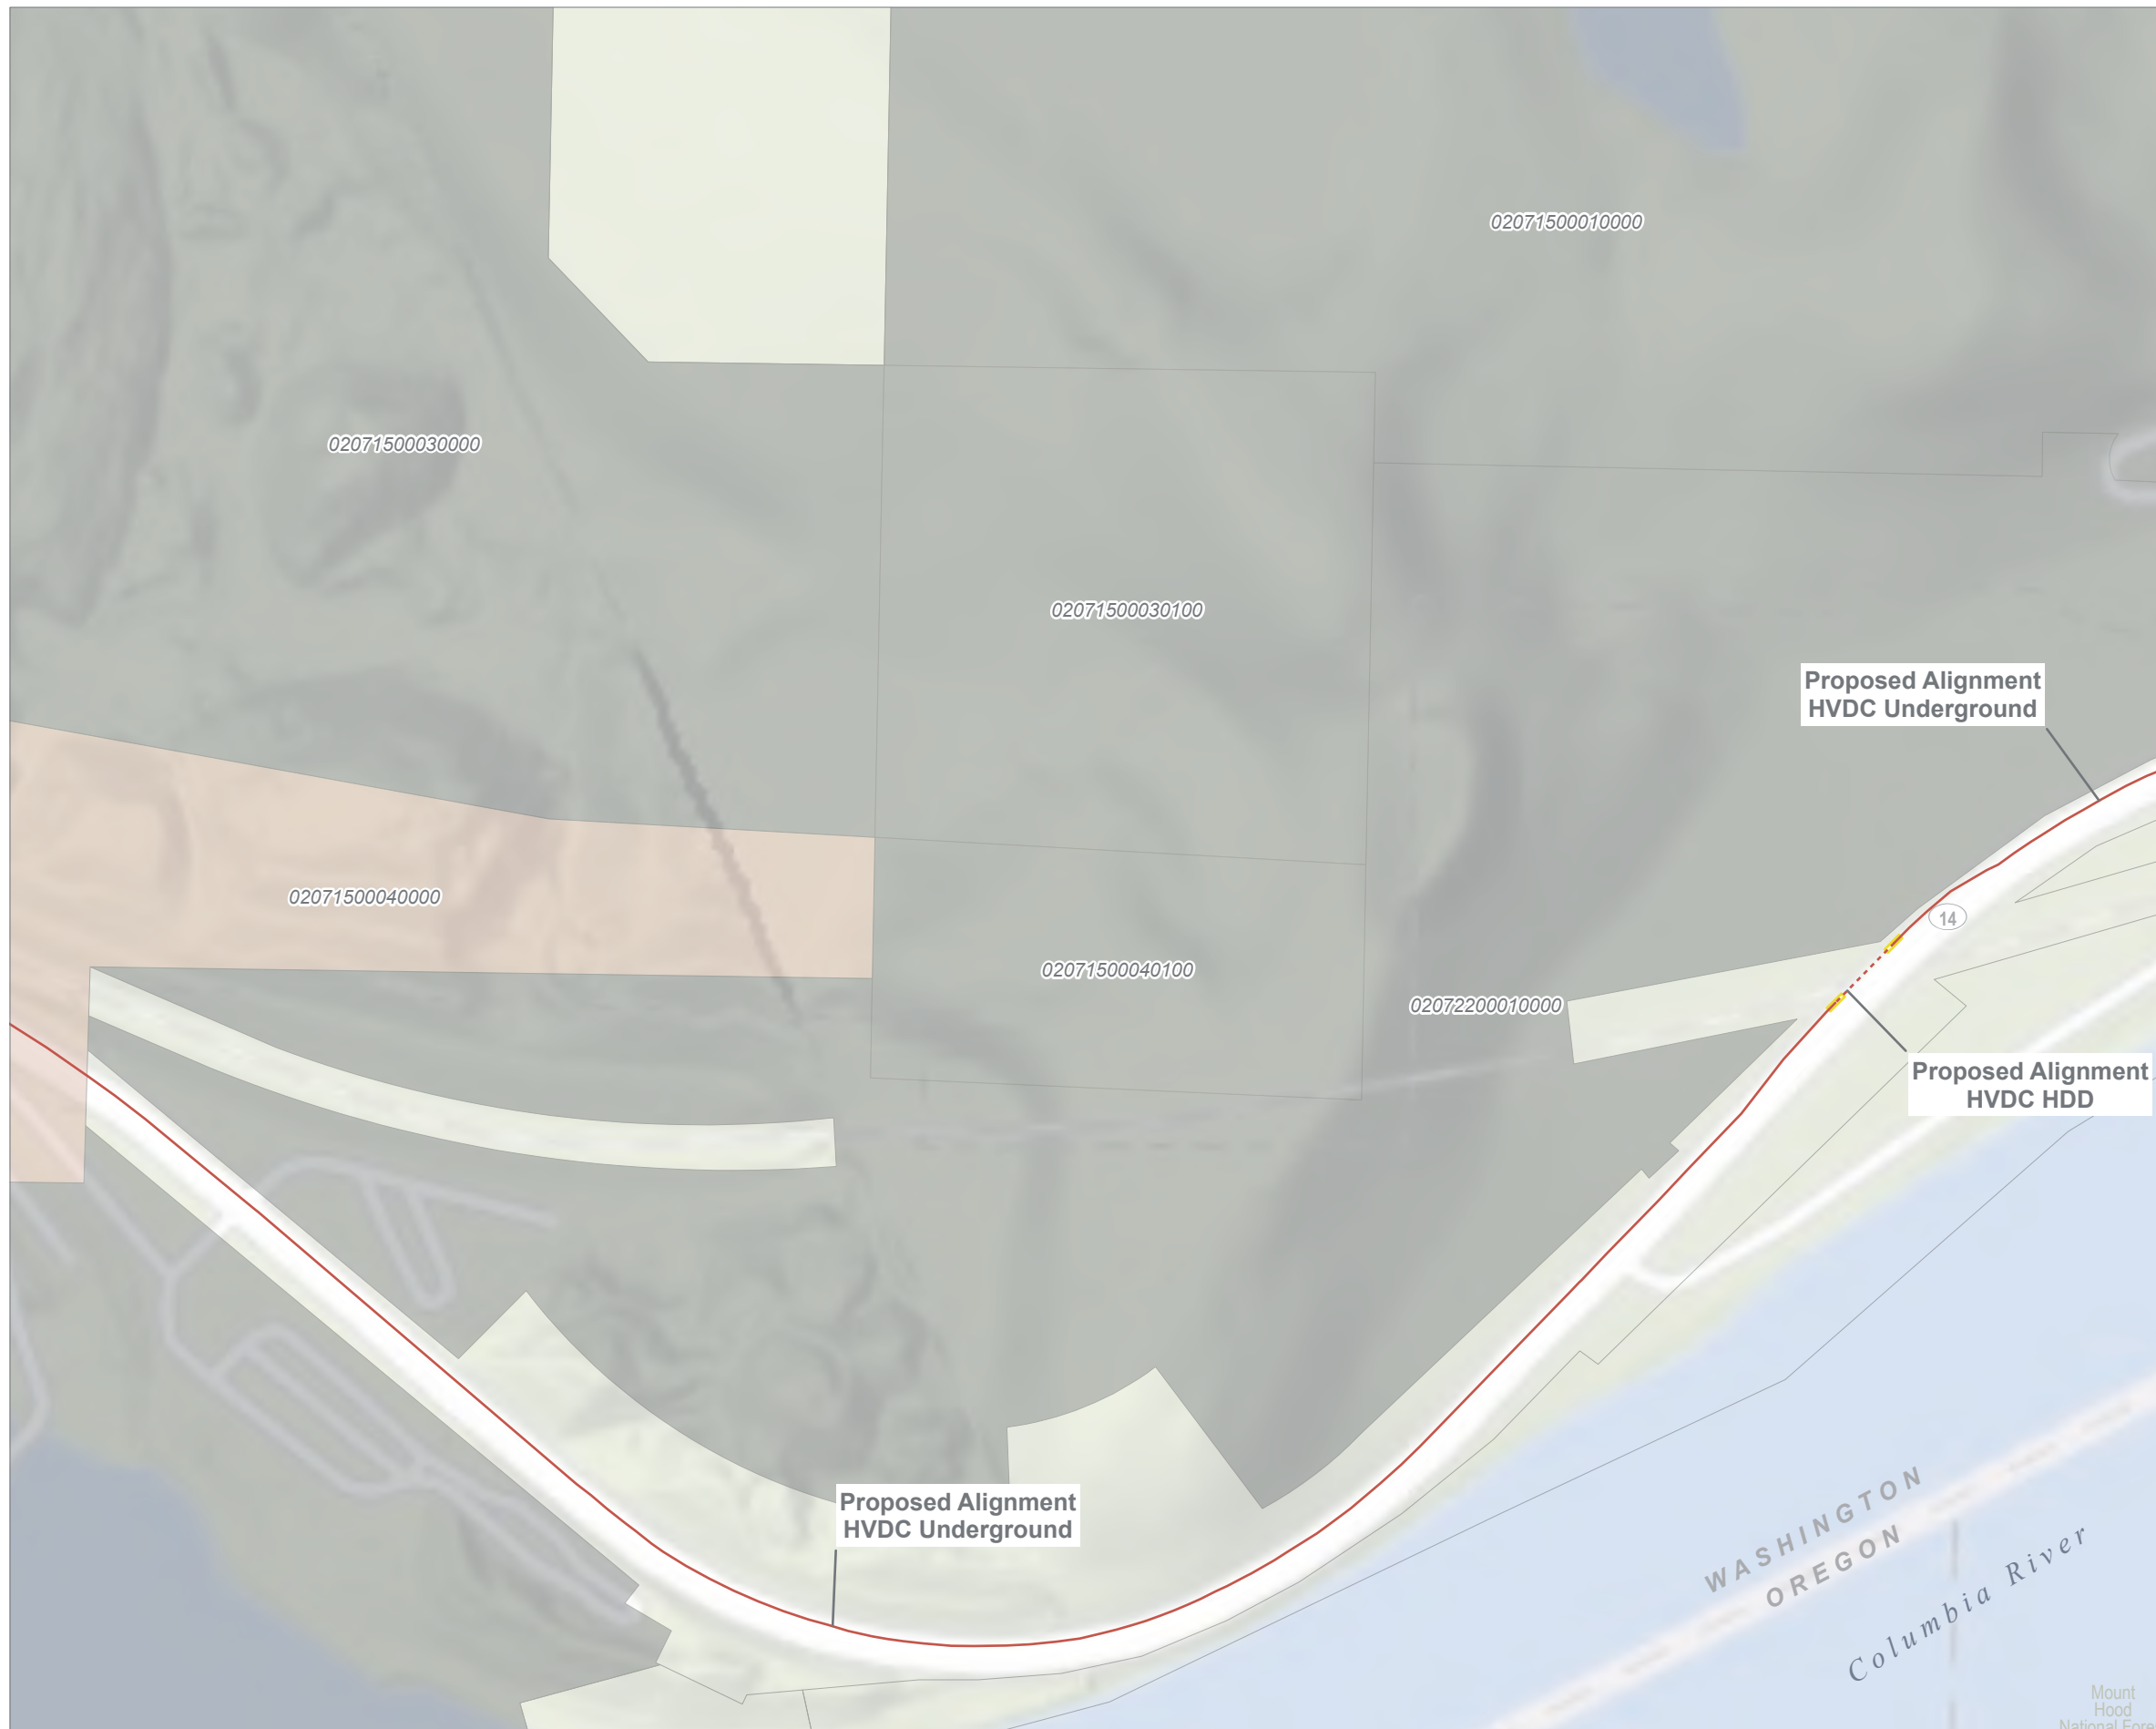 02071500010000
02071500030000
02071500030100
Proposed Alignment
HVDC Underground
02071500040000
14
02071500040100
02072200010000
Proposed Alignment
HVDC HDD
Proposed Alignment
HVDC Underground
WASHINGTON
OREGON
Columbia River
Mount
Hood
National